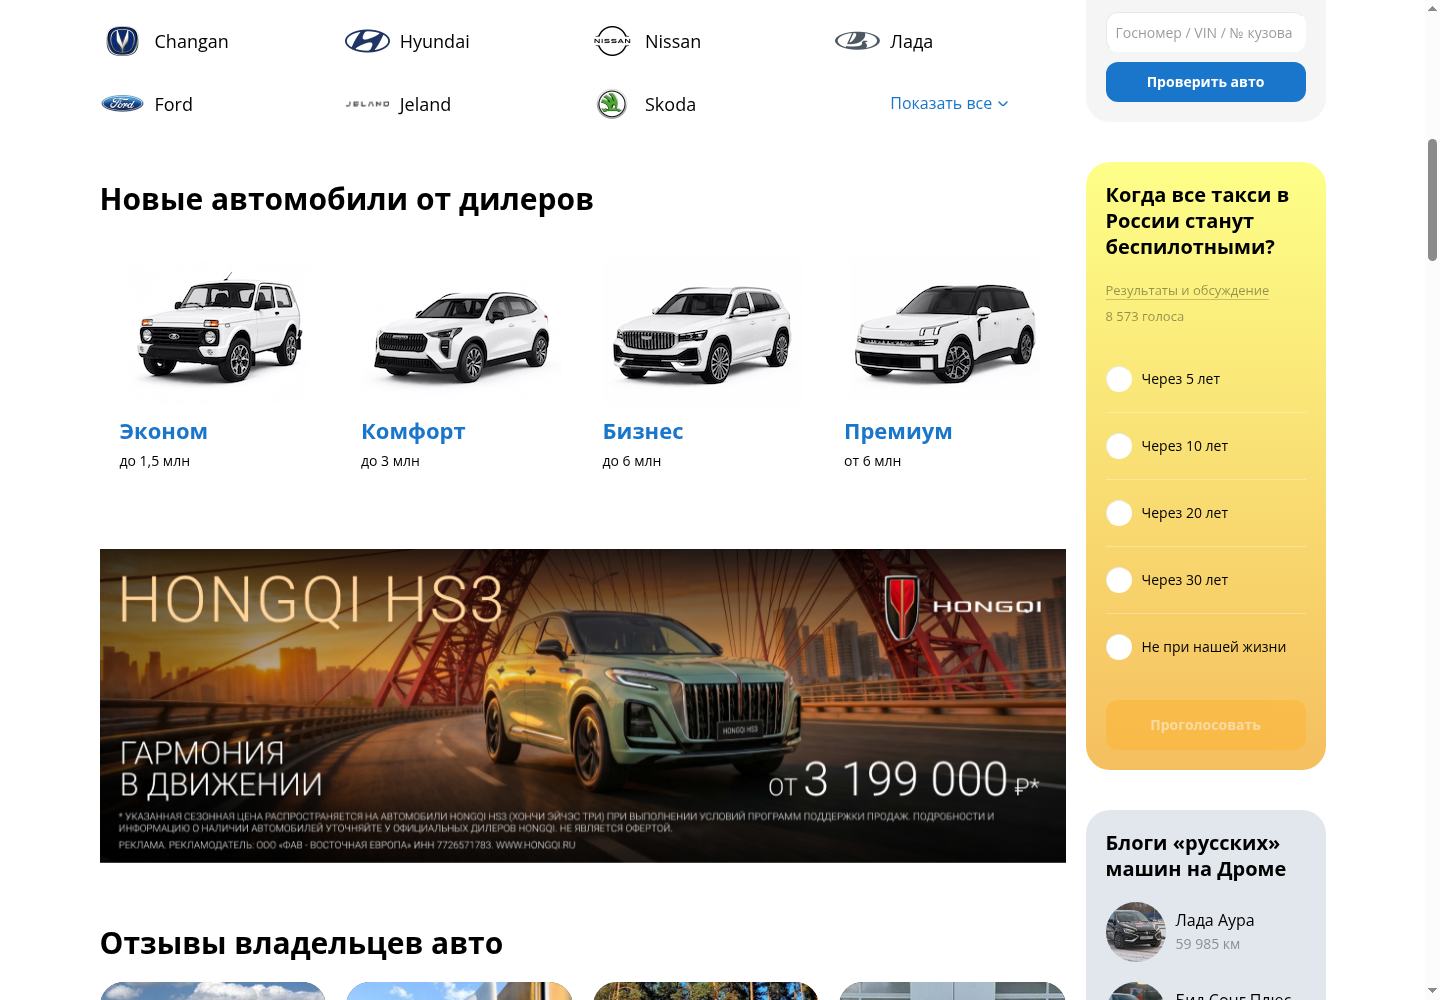 Changan
Hyundai
NISSAN
Nissan
Лада
Ford
Ford
JELAND
Jeland
Skoda
Показать все
Госномер / VIN / № кузова
Проверить авто
Новые автомобили от дилеров
Эконом
до 1,5 млн
Комфорт
до 3 млн
Бизнес
до 6 млн
Премиум
от 6 млн
HONGQI HS3
HONGQI
HONGQI HS3
ГАРМОНИЯ
В ДВИЖЕНИИ
ОТ 3 199 000 ₽*
* УКАЗАННАЯ СЕЗОННАЯ ЦЕНА РАСПРОСТРАНЯЕТСЯ НА АВТОМОБИЛИ HONGQI HS3 (ХОНЧИ ЭЙЧЭС ТРИ) ПРИ ВЫПОЛНЕНИИ УСЛОВИЙ ПРОГРАММ ПОДДЕРЖКИ ПРОДАЖ. ПОДРОБНОСТИ И
ИНФОРМАЦИЮ О НАЛИЧИИ АВТОМОБИЛЕЙ УТОЧНЯЙТЕ У ОФИЦИАЛЬНЫХ ДИЛЕРОВ HONGQI. НЕ ЯВЛЯЕТСЯ ОФЕРТОЙ.
РЕКЛАМА. РЕКЛАМОДАТЕЛЬ: ООО «ФАВ - ВОСТОЧНАЯ ЕВРОПА» ИНН 7726571783. WWW.HONGQI.RU
Отзывы владельцев авто
Когда все такси в
России станут
беспилотными?
Результаты и обсуждение
8 573 голоса
Через 5 лет
Через 10 лет
Через 20 лет
Через 30 лет
Не при нашей жизни
Проголосовать
Блоги «русских»
машин на Дроме
Лада Аура
59 985 км